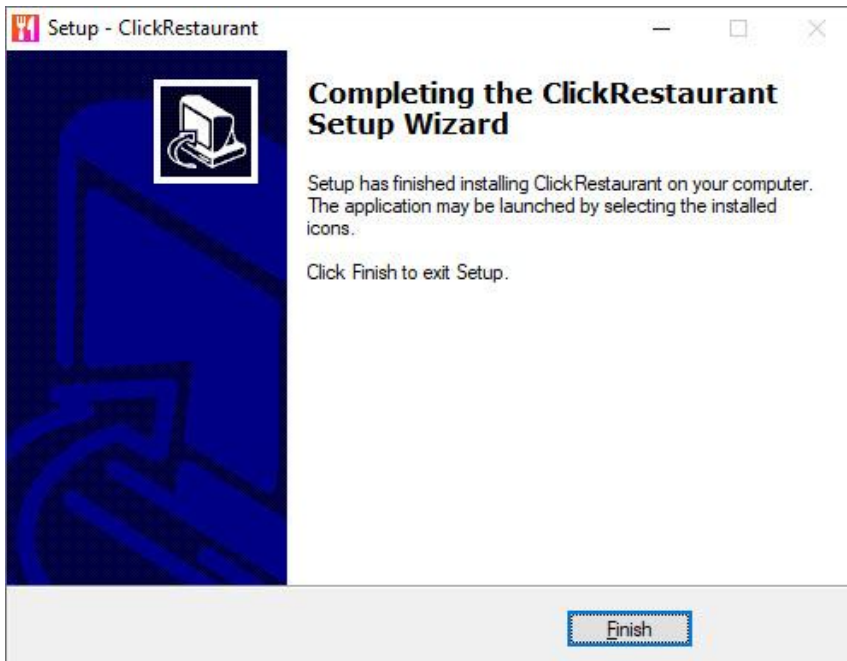 Setup - ClickRestaurant
Completing the ClickRestaurant
Setup Wizard
Setup has finished installing ClickRestaurant on your computer.
The application may be launched by selecting the installed
icons.
Click Finish to exit Setup.
Finish